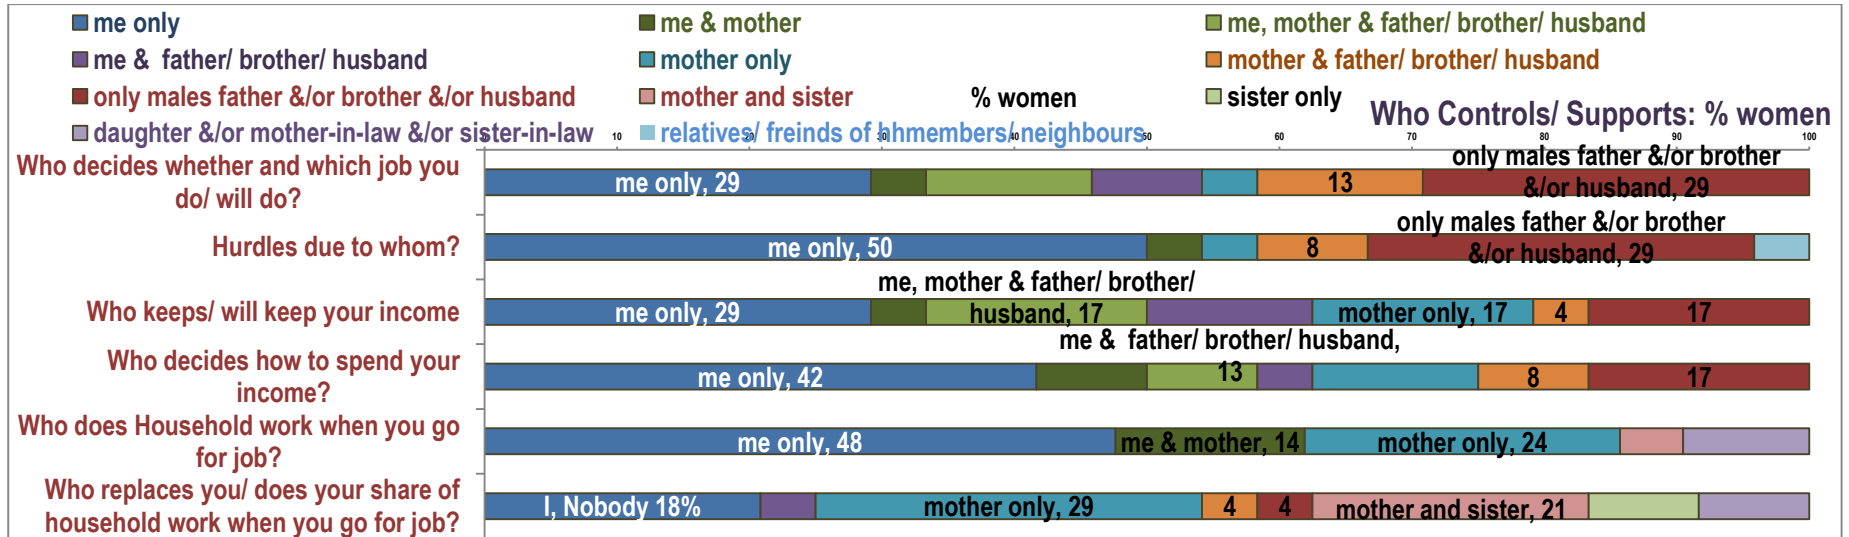 me only
me & mother
me, mother & father/ brother/ husband
me &  father/ brother/ husband
mother only
mother & father/ brother/ husband
only males father &/or brother &/or husband
mother and sister
% women
sister only
Who Controls/ Supports: % women
daughter &/or mother-in-law &/or sister-in-law
relatives/ freinds of hhmembers/ neighbours
10
50
60
70
80
90
100
Who decides whether and which job you
do/ will do?
me only, 29
13
only males father &/or brother
&/or husband, 29
Hurdles due to whom?
me only, 50
8
only males father &/or brother
&/or husband, 29
Who keeps/ will keep your income
me only, 29
me, mother & father/ brother/
husband, 17
mother only, 17
4
17
Who decides how to spend your
income?
me only, 42
me &  father/ brother/ husband,
13
8
17
Who does Household work when you go
for job?
me only, 48
me & mother, 14
mother only, 24
Who replaces you/ does your share of
household work when you go for job?
I, Nobody 18%
mother only, 29
4
4
mother and sister, 21